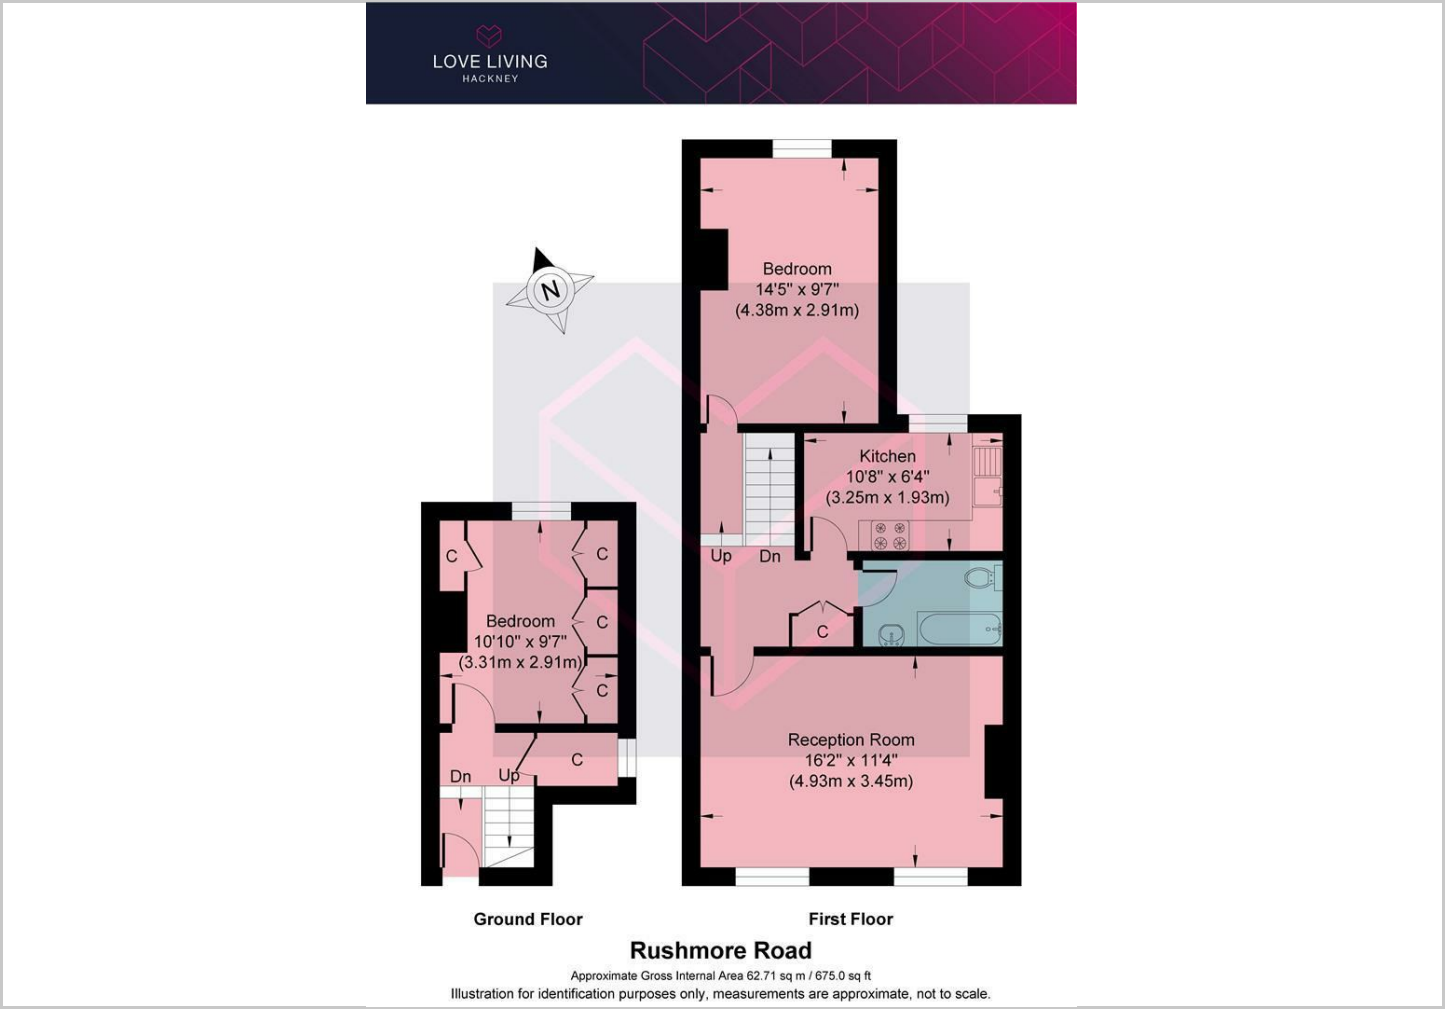 LOVE LIVING
HACKNEY
N
Bedroom
14'5" x 9'7"
(4.38m x 2.91m)
Kitchen
10'8" x 6'4"
(3.25m x 1.93m)
Up
Dn
C
C
C
Bedroom
10'10" x 9'7"
(3.31m x 2.91m)
C
C
C
Dn
Up
Reception Room
16'2" x 11'4"
(4.93m x 3.45m)
Ground Floor
First Floor
Rushmore Road
Approximate Gross Internal Area 62.71 sq m / 675.0 sq ft
Illustration for identification purposes only, measurements are approximate, not to scale.